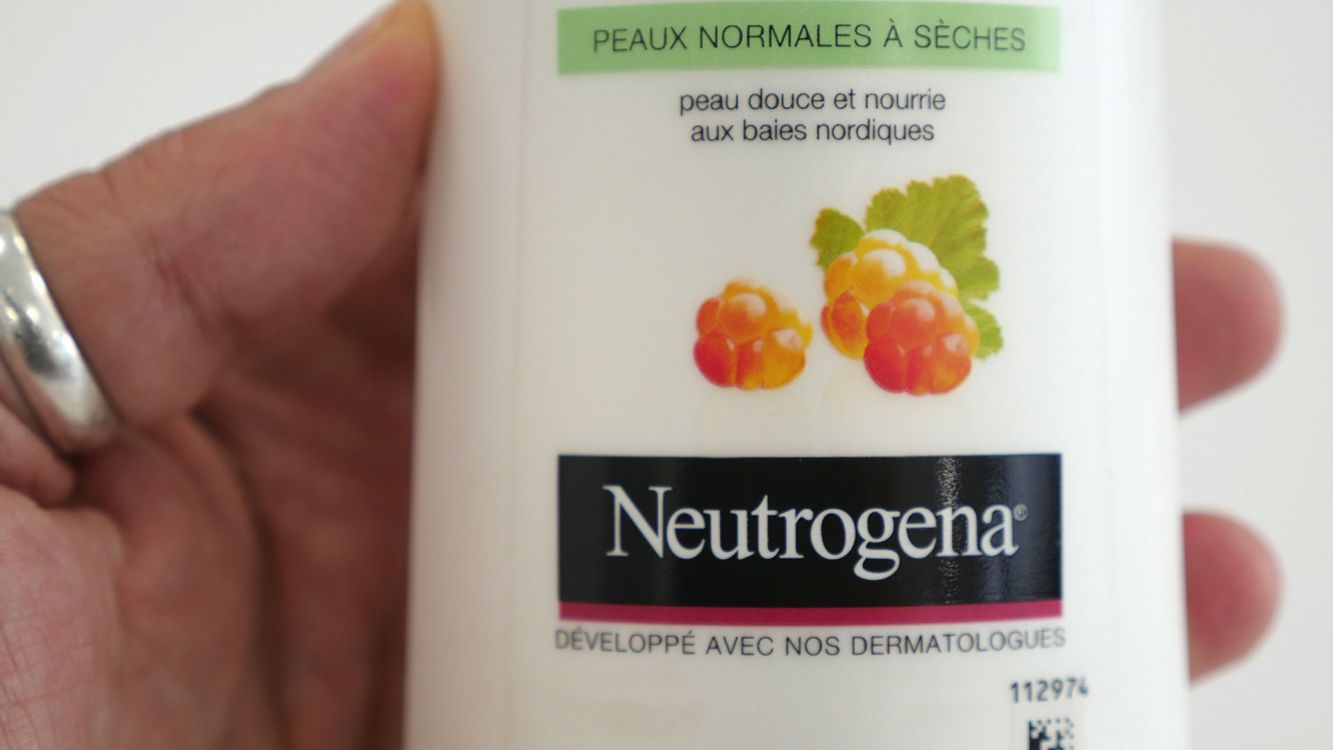 PEAUX NORMALES À SÈCHES
peau douce et nourrie
aux baies nordiques
Neutrogena®
DÉVELOPPÉ AVEC NOS DERMATOLOGUES
112974